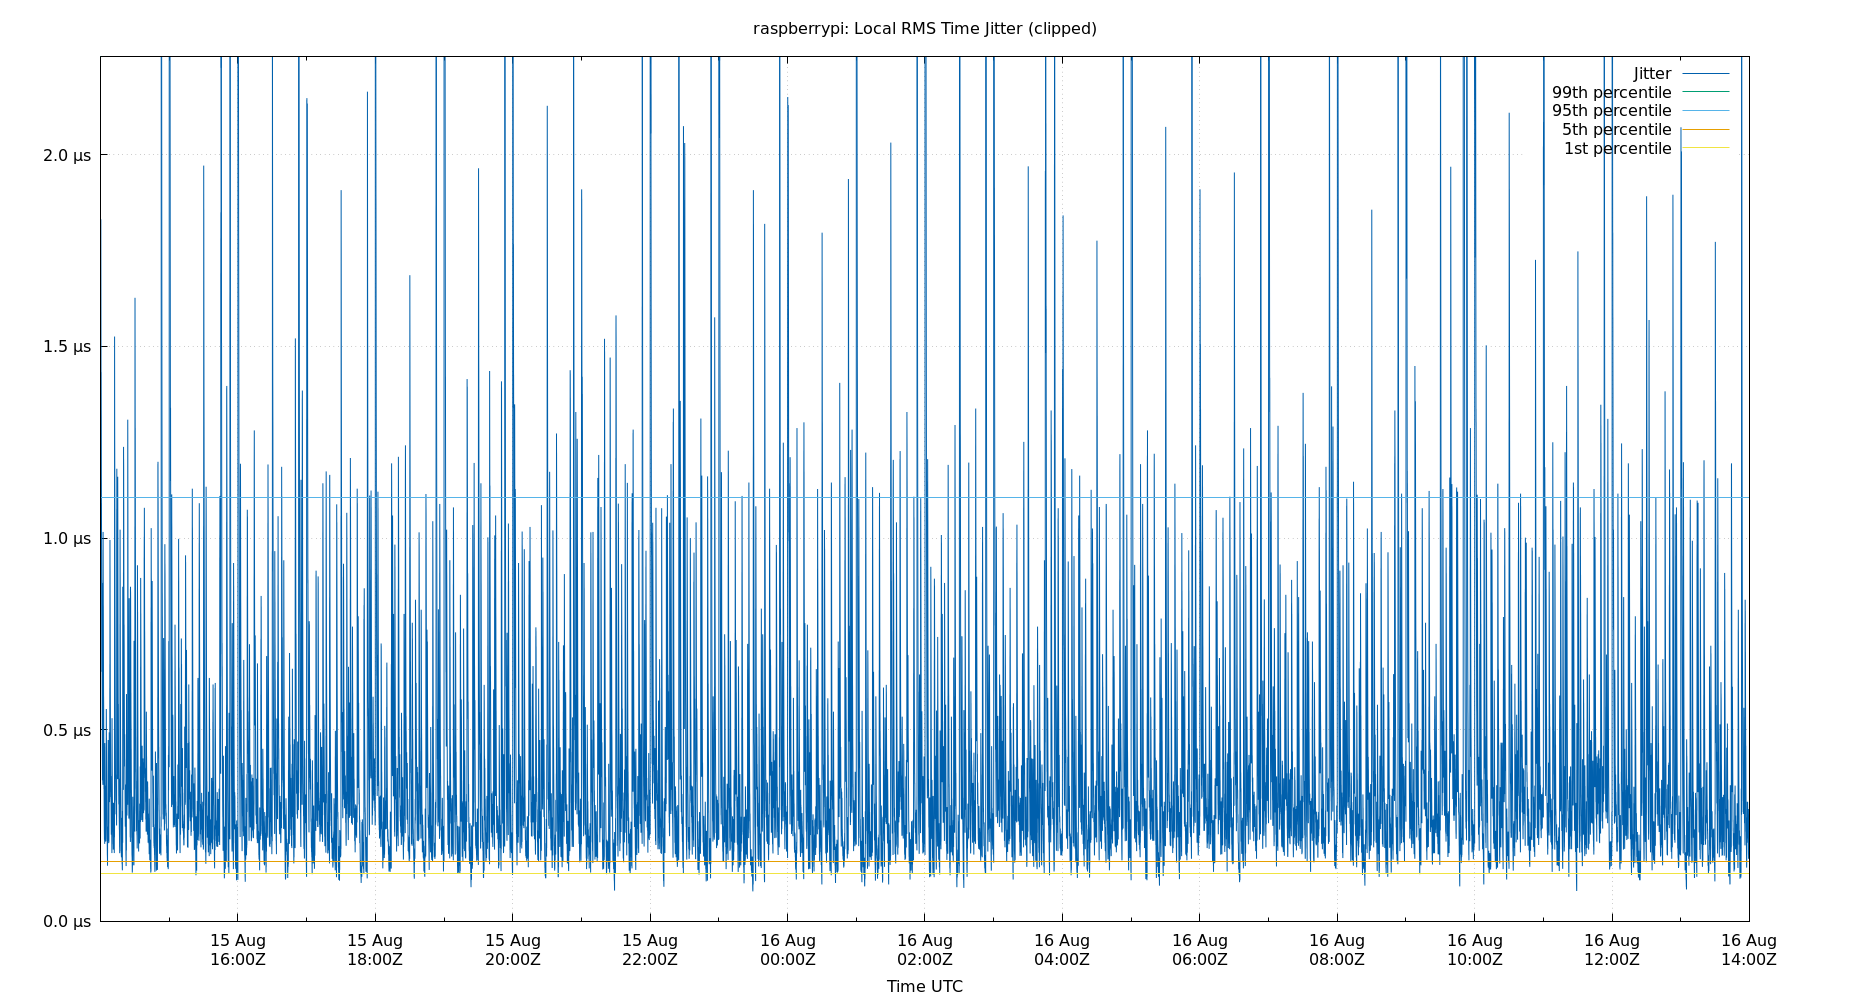 raspberrypi: Local RMS Time Jitter (clipped)
Jitter
99th percentile
95th percentile
5th percentile
1st percentile
2.0 µs
1.5 µs
1.0 µs
0.5 µs
0.0 µs
15 Aug 15 Aug 15 Aug 15 Aug 16 Aug 16 Aug 16 Aug 16 Aug 16 Aug 16 Aug 16 Aug 16 Aug
16:00Z 18:00Z 20:00Z 22:00Z 00:00Z 02:00Z 04:00Z 06:00Z 08:00Z 10:00Z 12:00Z 14:00Z
Time UTC